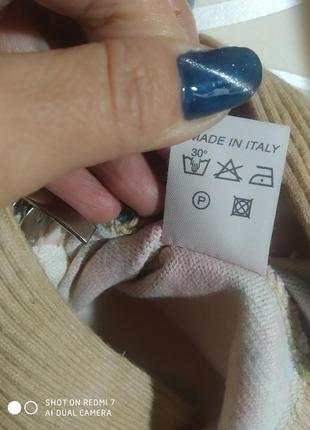 MADE IN ITALY
30°
P
SHOT ON REDMI 7
AI DUAL CAMERA